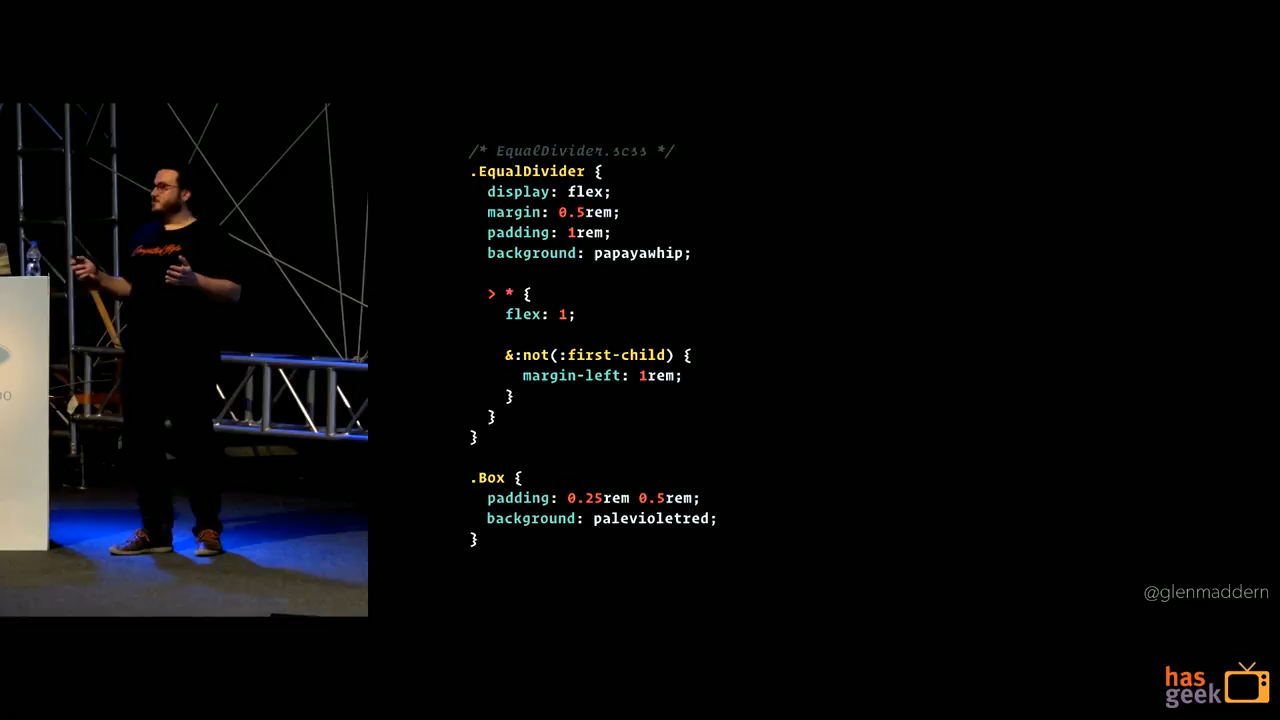 /* EqualDivider.scss */
.EqualDivider {
  display: flex;
  margin: 0.5rem;
  padding: 1rem;
  background: papayawhip;

  > * {
    flex: 1;

    &:not(:first-child) {
      margin-left: 1rem;
    }
  }
}

.Box {
  padding: 0.25rem 0.5rem;
  background: palevioletred;
}
@glenmaddern
has
geek